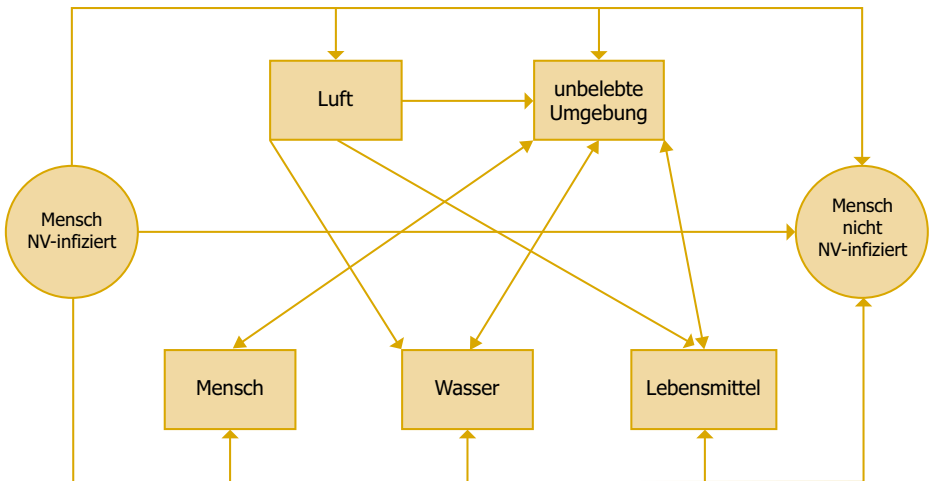 Luft
unbelebte
Umgebung
Mensch
NV-infiziert
Mensch
nicht
NV-infiziert
Mensch
Wasser
Lebensmittel